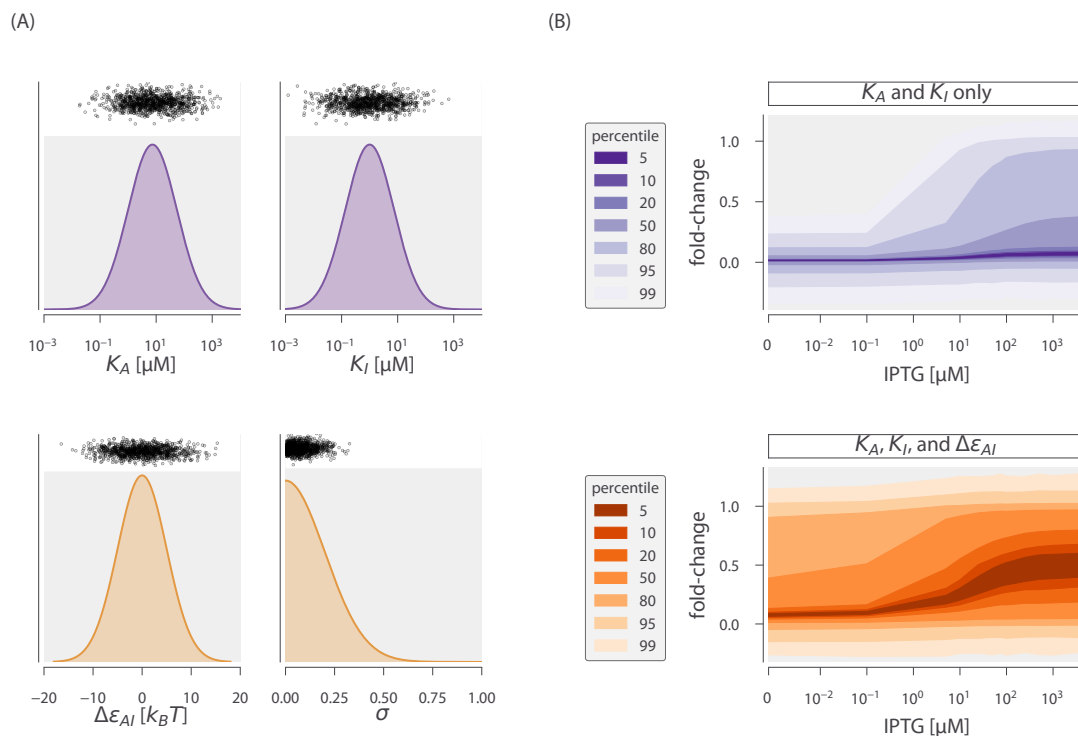 (A)
(B)
10⁻³ 10⁻¹ 10¹ 10³
K_A [µM]
10⁻³ 10⁻¹ 10¹ 10³
K_I [µM]
percentile
5
10
20
50
80
95
99
K_A and K_I only
fold-change
1.0
0.5
0.0
0 10⁻² 10⁻¹ 10⁰ 10¹ 10² 10³
IPTG [µM]
−20 −10 0 10 20
Δε_AI [k_BT]
0.00 0.25 0.50 0.75 1.00
σ
percentile
5
10
20
50
80
95
99
K_A, K_I, and Δε_AI
fold-change
1.0
0.5
0.0
0 10⁻² 10⁻¹ 10⁰ 10¹ 10² 10³
IPTG [µM]